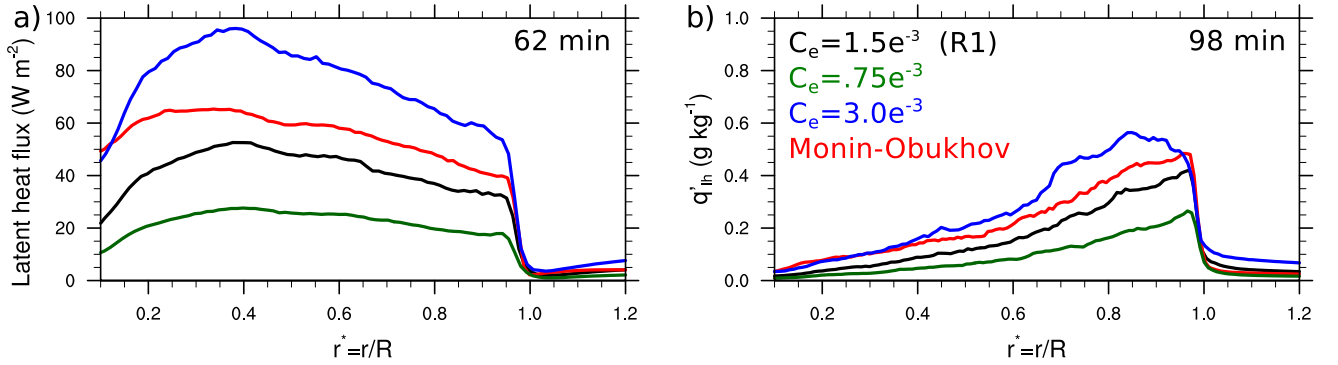 a)
62 min
Latent heat flux (W m⁻²)
100
80
60
40
20
0
0.2 0.4 0.6 0.8 1.0 1.2
r*=r/R
b)
98 min
Cₑ=1.5e⁻³ (R1)
Cₑ=.75e⁻³
Cₑ=3.0e⁻³
Monin-Obukhov
q'lh (g kg⁻¹)
1.0
0.8
0.6
0.4
0.2
0.0
0.2 0.4 0.6 0.8 1.0 1.2
r*=r/R